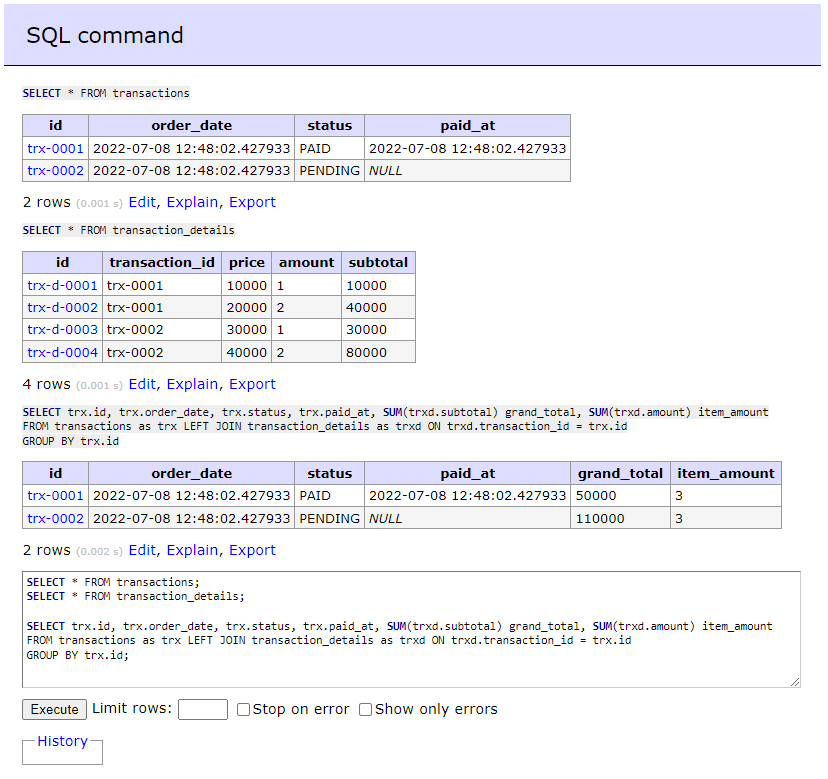 SQL command
SELECT * FROM transactions
id order_date status paid_at
trx-0001 2022-07-08 12:48:02.427933 PAID 2022-07-08 12:48:02.427933
trx-0002 2022-07-08 12:48:02.427933 PENDING NULL
2 rows (0.001 s) Edit, Explain, Export
SELECT * FROM transaction_details
id transaction_id price amount subtotal
trx-d-0001 trx-0001 10000 1 10000
trx-d-0002 trx-0001 20000 2 40000
trx-d-0003 trx-0002 30000 1 30000
trx-d-0004 trx-0002 40000 2 80000
4 rows (0.001 s) Edit, Explain, Export
SELECT trx.id, trx.order_date, trx.status, trx.paid_at, SUM(trxd.subtotal) grand_total, SUM(trxd.amount) item_amount
FROM transactions as trx LEFT JOIN transaction_details as trxd ON trxd.transaction_id = trx.id
GROUP BY trx.id
id order_date status paid_at grand_total item_amount
trx-0001 2022-07-08 12:48:02.427933 PAID 2022-07-08 12:48:02.427933 50000 3
trx-0002 2022-07-08 12:48:02.427933 PENDING NULL 110000 3
2 rows (0.002 s) Edit, Explain, Export
SELECT * FROM transactions;
SELECT * FROM transaction_details;
SELECT trx.id, trx.order_date, trx.status, trx.paid_at, SUM(trxd.subtotal) grand_total, SUM(trxd.amount) item_amount
FROM transactions as trx LEFT JOIN transaction_details as trxd ON trxd.transaction_id = trx.id
GROUP BY trx.id;
Execute Limit rows: Stop on error Show only errors
History